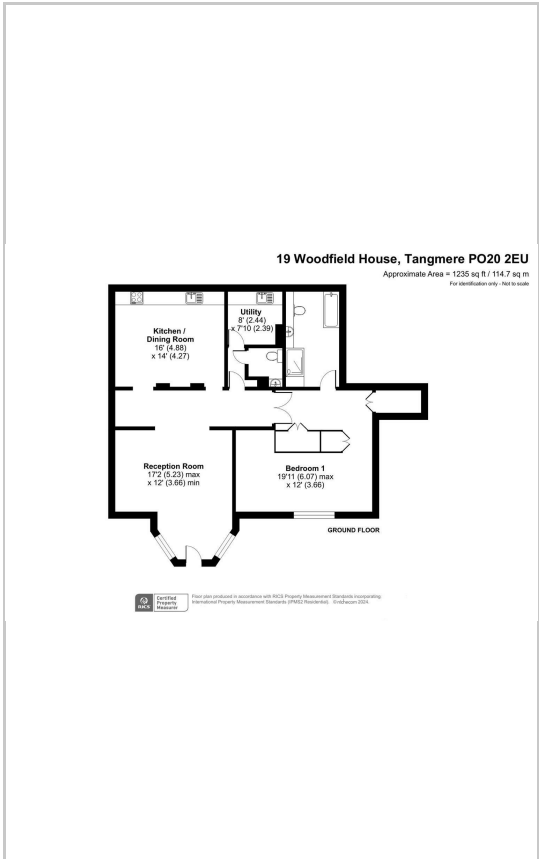 19 Woodfield House, Tangmere PO20 2EU
Approximate Area = 1235 sq ft / 114.7 sq m
For identification only - Not to scale
Utility
8' (2.44)
x 7'10 (2.39)
Kitchen /
Dining Room
16' (4.88)
x 14' (4.27)
Reception Room
17'2 (5.23) max
x 12' (3.66) min
Bedroom 1
19'11 (6.07) max
x 12' (3.66)
GROUND FLOOR
RICS
Certified
Property
Measurer
Floor plan produced in accordance with RICS Property Measurement Standards incorporating
International Property Measurement Standards (IPMS2 Residential). ©nichecom 2024.